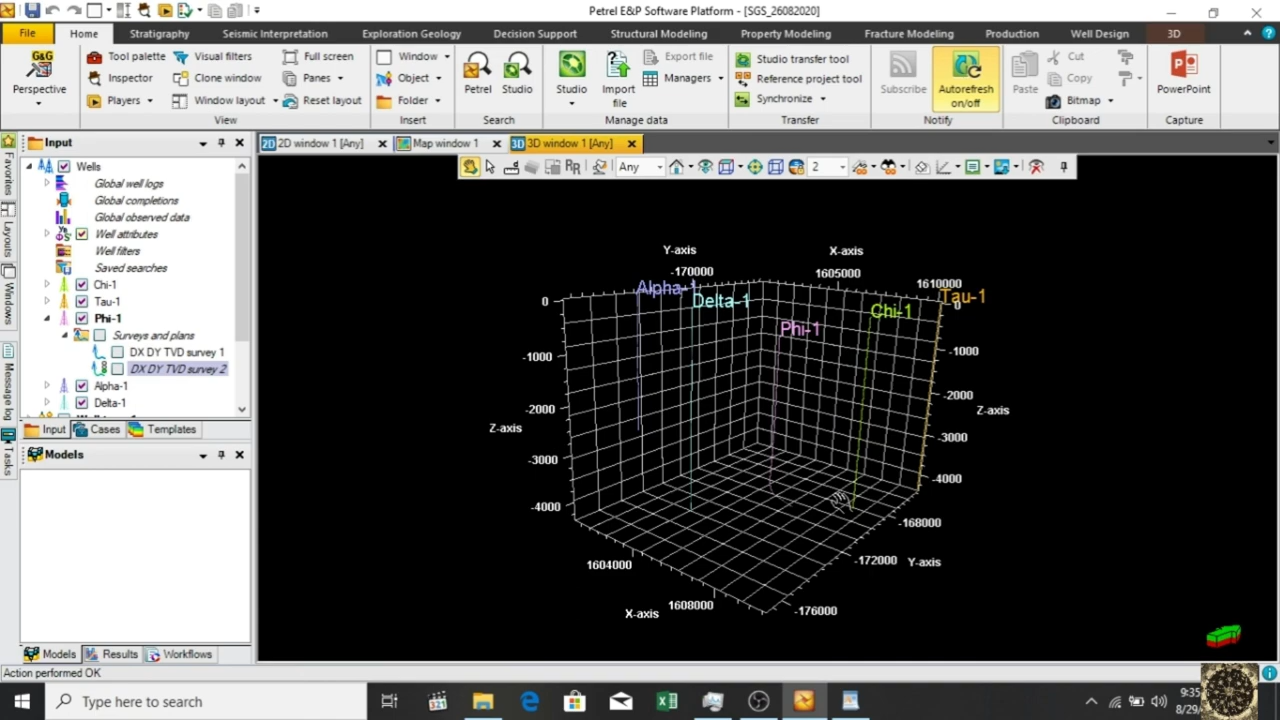 Petrel E&P Software Platform - [SGS_26082020]
File
Home
Stratigraphy
Seismic Interpretation
Exploration Geology
Decision Support
Structural Modeling
Property Modeling
Fracture Modeling
Production
Well Design
3D
G&G
Perspective
Tool palette
Inspector
Players
Visual filters
Clone window
Window layout
Full screen
Panes
Reset layout
View
Window
Object
Folder
Insert
Petrel
Studio
Search
Studio
Import file
Export file
Managers
Manage data
Studio transfer tool
Reference project tool
Synchronize
Transfer
Subscribe
Autorefresh on/off
Notify
Paste
Cut
Copy
Bitmap
Clipboard
PowerPoint
Capture
Favorites
Layouts
Windows
Message log
Tasks
Input
Wells
Global well logs
Global completions
Global observed data
Well attributes
Well filters
Saved searches
Chi-1
Tau-1
Phi-1
Surveys and plans
DX DY TVD survey 1
DX DY TVD survey 2
Alpha-1
Delta-1
Input
Cases
Templates
Models
Models
Results
Workflows
2D 2D window 1 [Any]
Map window 1
3D 3D window 1 [Any]
Any
2
Y-axis
X-axis
-170000
1605000
1610000
Alpha-1
Delta-1
Phi-1
Chi-1
Tau-1
0
-1000
-2000
Z-axis
-3000
-4000
0
-1000
-2000
Z-axis
-3000
-4000
-168000
-172000
Y-axis
-176000
1604000
X-axis
1608000
Action performed OK
Type here to search
9:35
8/29/